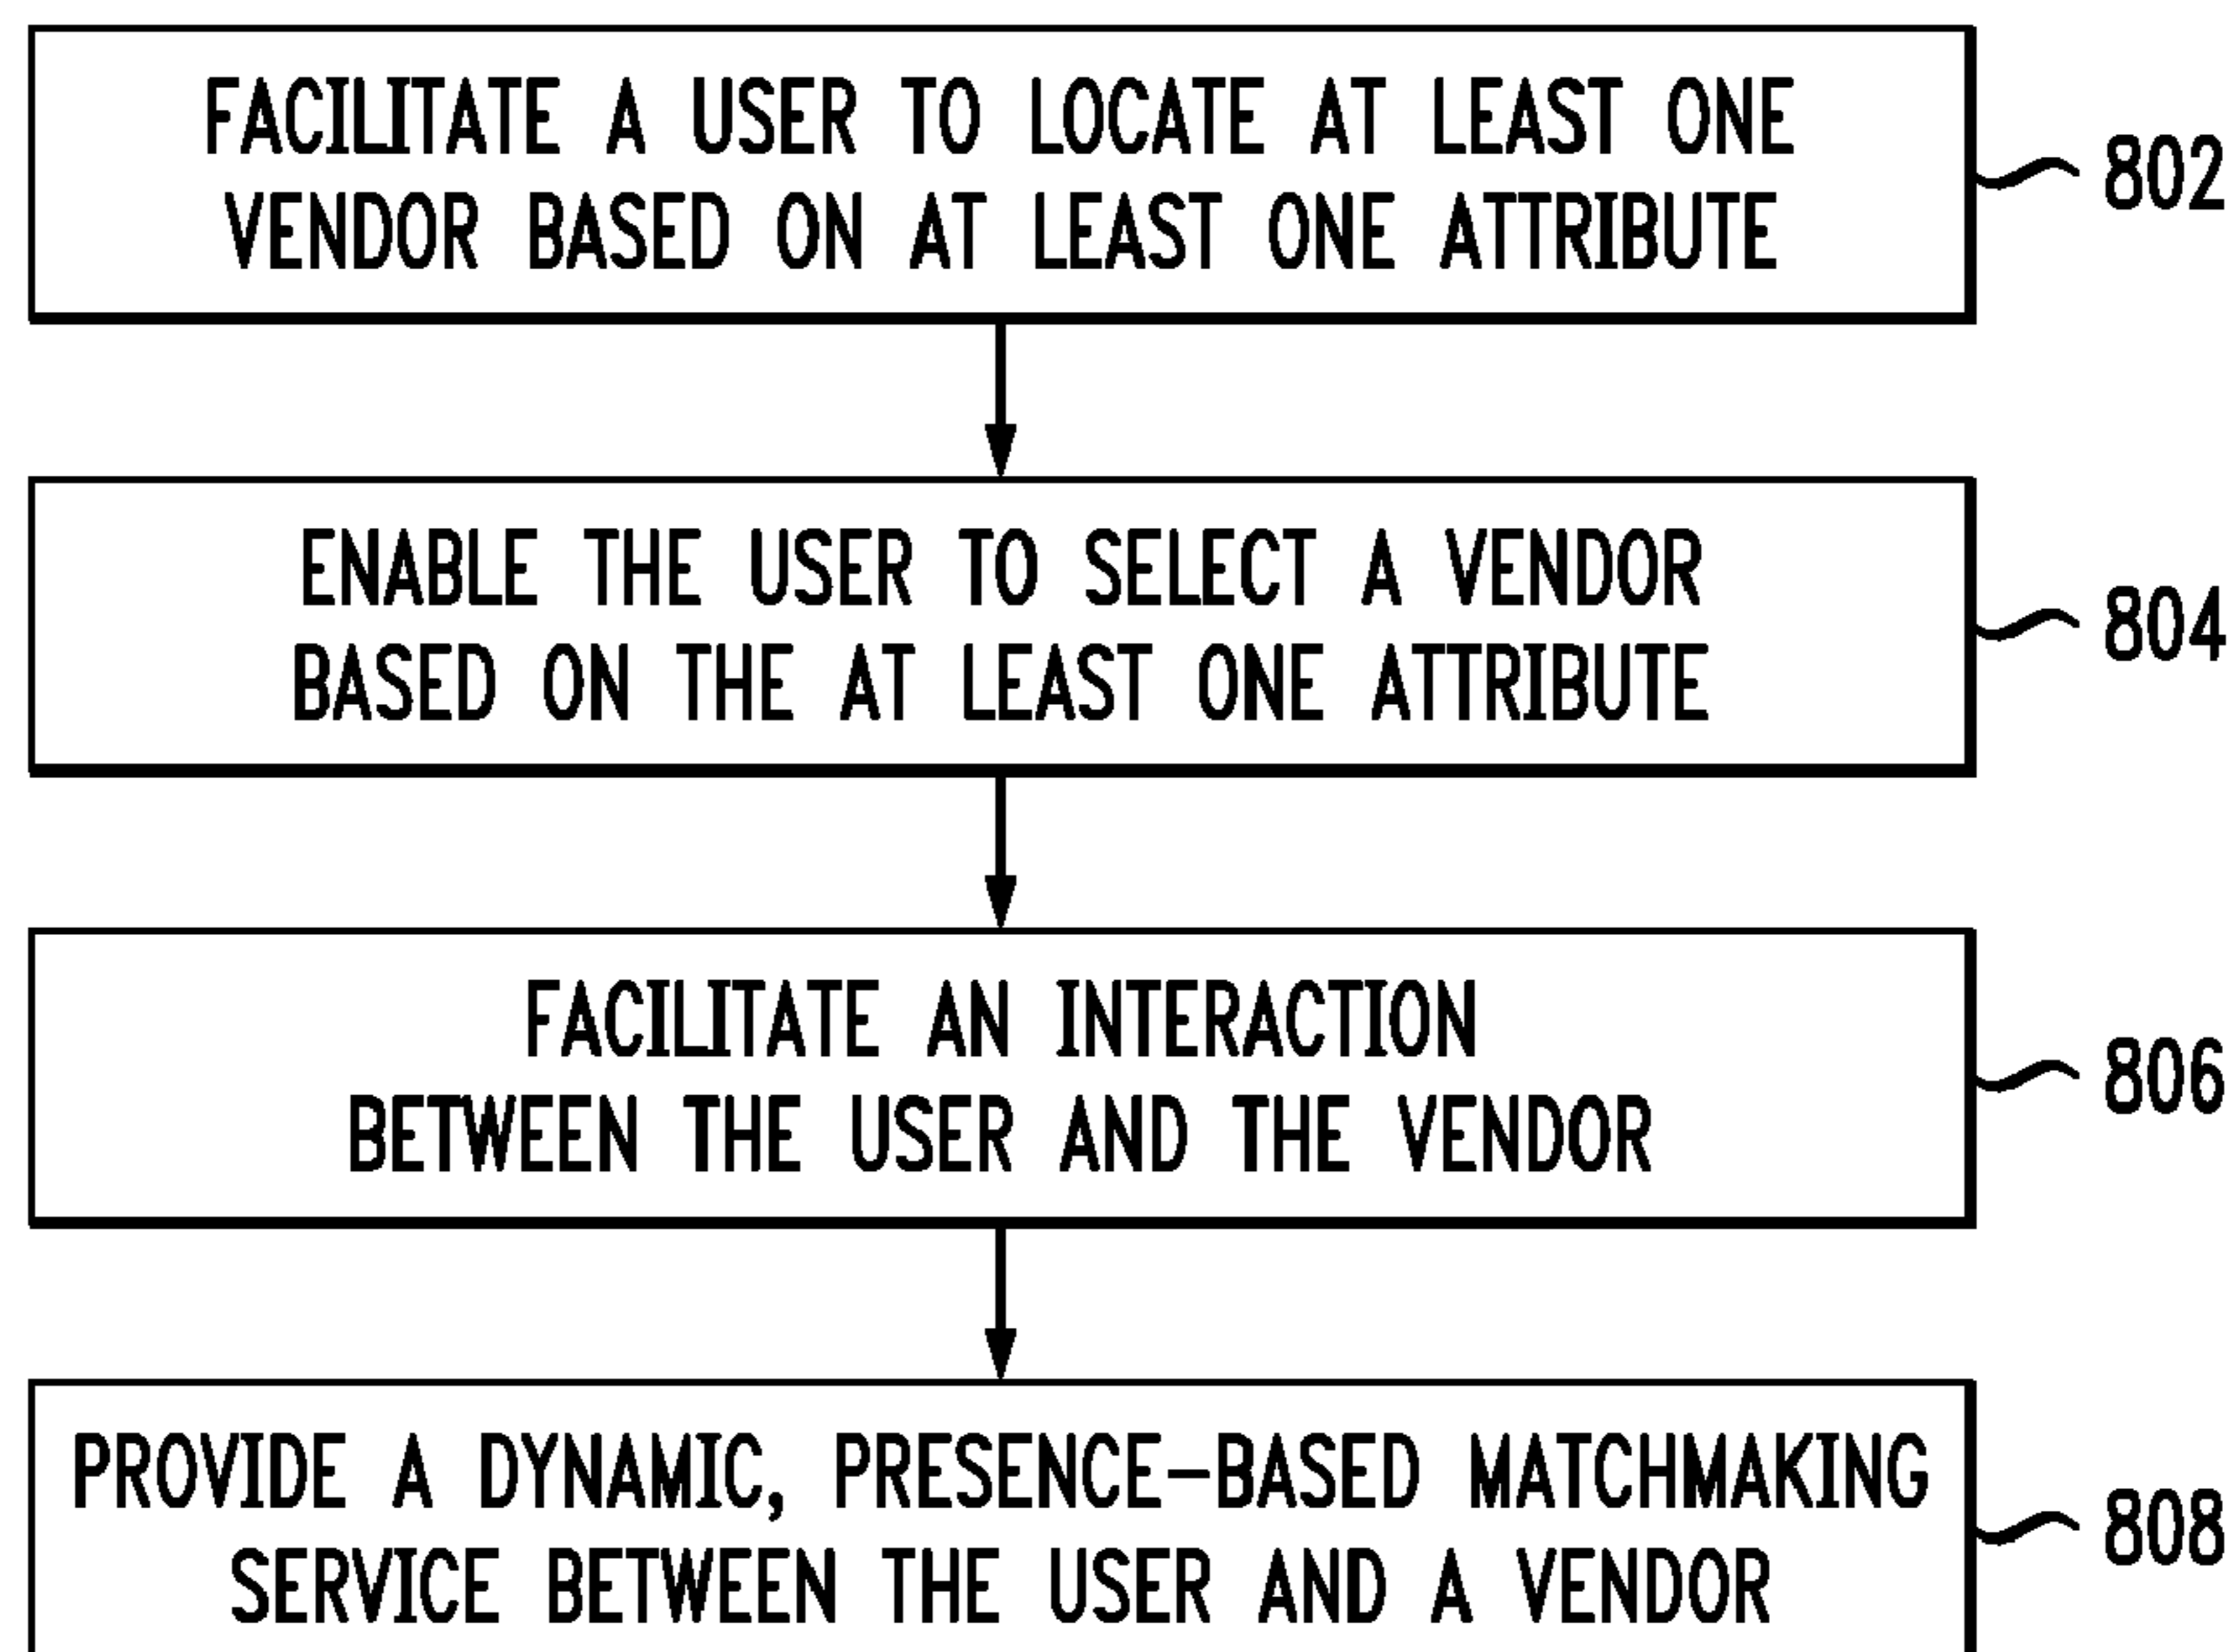 FACILITATE A USER TO LOCATE AT LEAST ONE
VENDOR BASED ON AT LEAST ONE ATTRIBUTE
802
ENABLE THE USER TO SELECT A VENDOR
BASED ON THE AT LEAST ONE ATTRIBUTE
804
FACILITATE AN INTERACTION
BETWEEN THE USER AND THE VENDOR
806
PROVIDE A DYNAMIC, PRESENCE-BASED MATCHMAKING
SERVICE BETWEEN THE USER AND A VENDOR
808